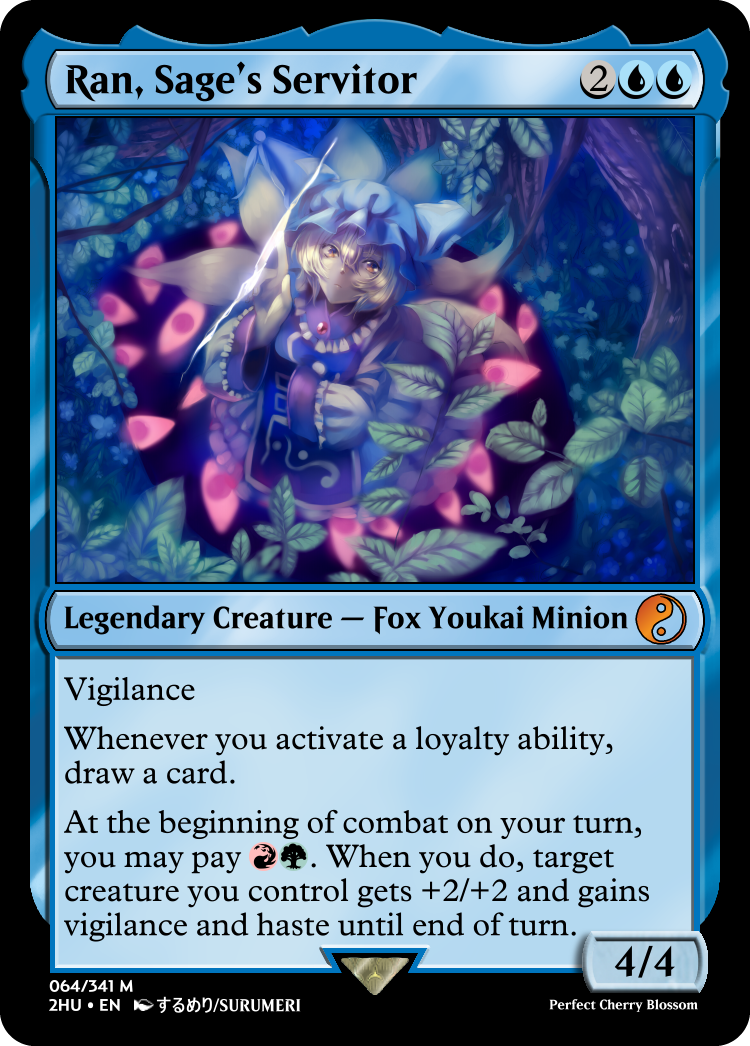 Ran, Sage's Servitor 2
Legendary Creature — Fox Youkai Minion
Vigilance
Whenever you activate a loyalty ability,
draw a card.
At the beginning of combat on your turn,
you may pay . When you do, target
creature you control gets +2/+2 and gains
vigilance and haste until end of turn.
4/4
064/341 M
2HU • EN するめり/SURUMERI
Perfect Cherry Blossom